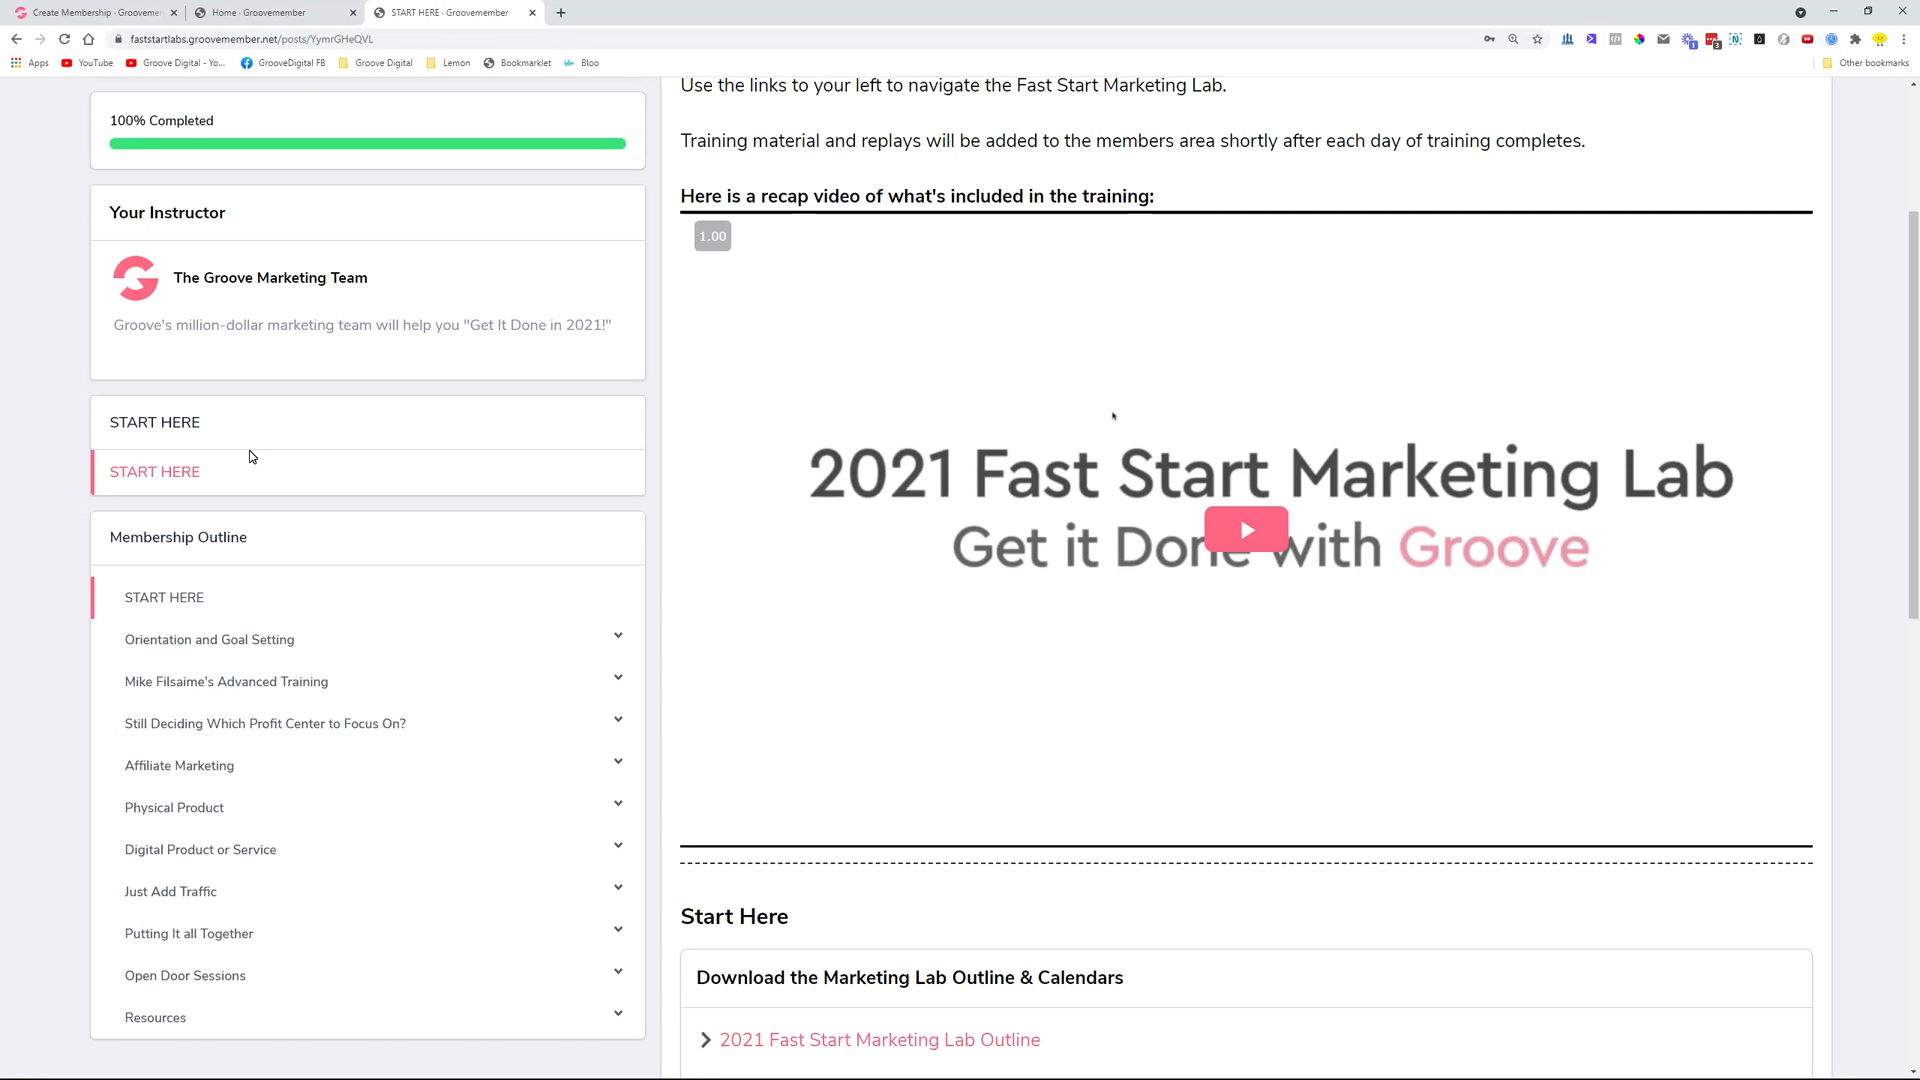 Create Membership - Groovemem
Home - Groovemember
START HERE - Groovemember
faststartlabs.groovemember.net/posts/YymrGHeQVL
Apps
YouTube
Groove Digital - Yo...
GrooveDigital FB
Groove Digital
Lemon
Bookmarklet
Bloo
Other bookmarks
100% Completed
Your Instructor
The Groove Marketing Team
Groove's million-dollar marketing team will help you "Get It Done in 2021!"
START HERE
START HERE
Membership Outline
START HERE
Orientation and Goal Setting
Mike Filsaime's Advanced Training
Still Deciding Which Profit Center to Focus On?
Affiliate Marketing
Physical Product
Digital Product or Service
Just Add Traffic
Putting It all Together
Open Door Sessions
Resources
Use the links to your left to navigate the Fast Start Marketing Lab.
Training material and replays will be added to the members area shortly after each day of training completes.
Here is a recap video of what's included in the training:
1.00
2021 Fast Start Marketing Lab
Get it Done with Groove
Start Here
Download the Marketing Lab Outline & Calendars
2021 Fast Start Marketing Lab Outline